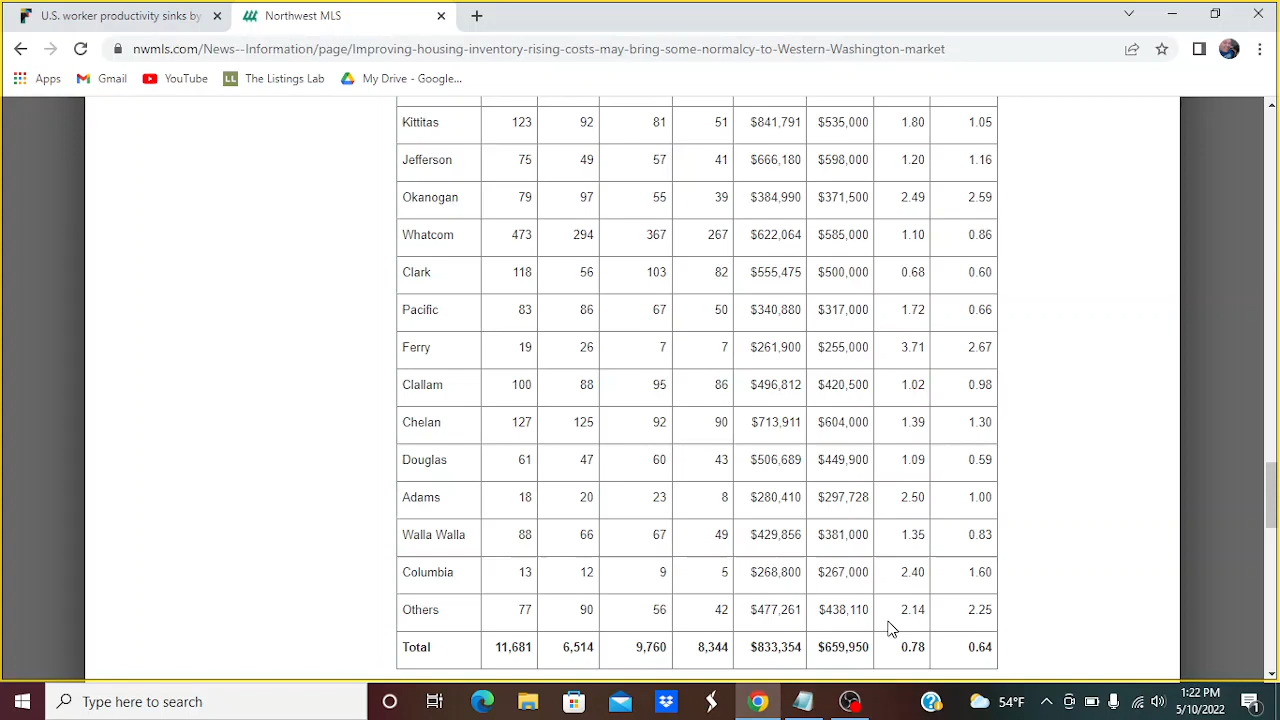 U.S. worker productivity sinks by
Northwest MLS
nwmls.com/News--Information/page/Improving-housing-inventory-rising-costs-may-bring-some-normalcy-to-Western-Washington-market
Apps Gmail YouTube LL The Listings Lab My Drive - Google...
Kittitas 123 92 81 51 $841,791 $535,000 1.80 1.05
Jefferson 75 49 57 41 $666,180 $598,000 1.20 1.16
Okanogan 79 97 55 39 $384,990 $371,500 2.49 2.59
Whatcom 473 294 367 267 $622,064 $585,000 1.10 0.86
Clark 118 56 103 82 $555,475 $500,000 0.68 0.60
Pacific 83 86 67 50 $340,880 $317,000 1.72 0.66
Ferry 19 26 7 7 $261,900 $255,000 3.71 2.67
Clallam 100 88 95 86 $496,812 $420,500 1.02 0.98
Chelan 127 125 92 90 $713,911 $604,000 1.39 1.30
Douglas 61 47 60 43 $506,689 $449,900 1.09 0.59
Adams 18 20 23 8 $280,410 $297,728 2.50 1.00
Walla Walla 88 66 67 49 $429,856 $381,000 1.35 0.83
Columbia 13 12 9 5 $268,800 $267,000 2.40 1.60
Others 77 90 56 42 $477,261 $438,110 2.14 2.25
Total 11,681 6,514 9,760 8,344 $833,354 $659,950 0.78 0.64
Type here to search
54°F
1:22 PM
5/10/2022
1